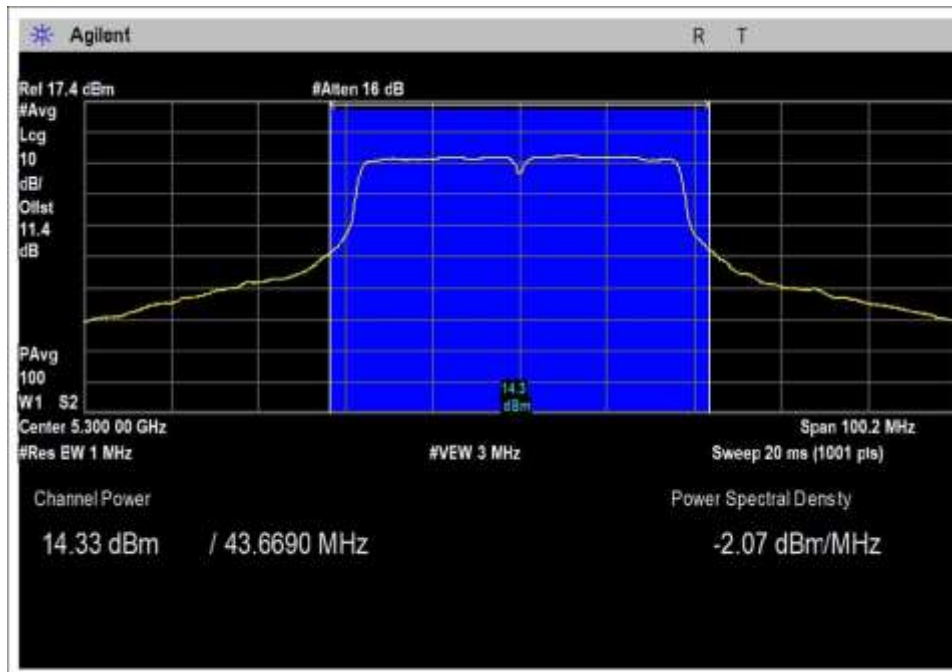 Agilent
R T
Ref 17.4 dBm #Atten 16 dB
#Avg
Log
10
dB/
Offst
11.4
dB
PAvg
100
W1 S2
14.3
dBm
Center 5.300 00 GHz Span 100.2 MHz
#Res BW 1 MHz #VBW 3 MHz Sweep 20 ms (1001 pts)
Channel Power Power Spectral Density
14.33 dBm / 43.6690 MHz -2.07 dBm/MHz